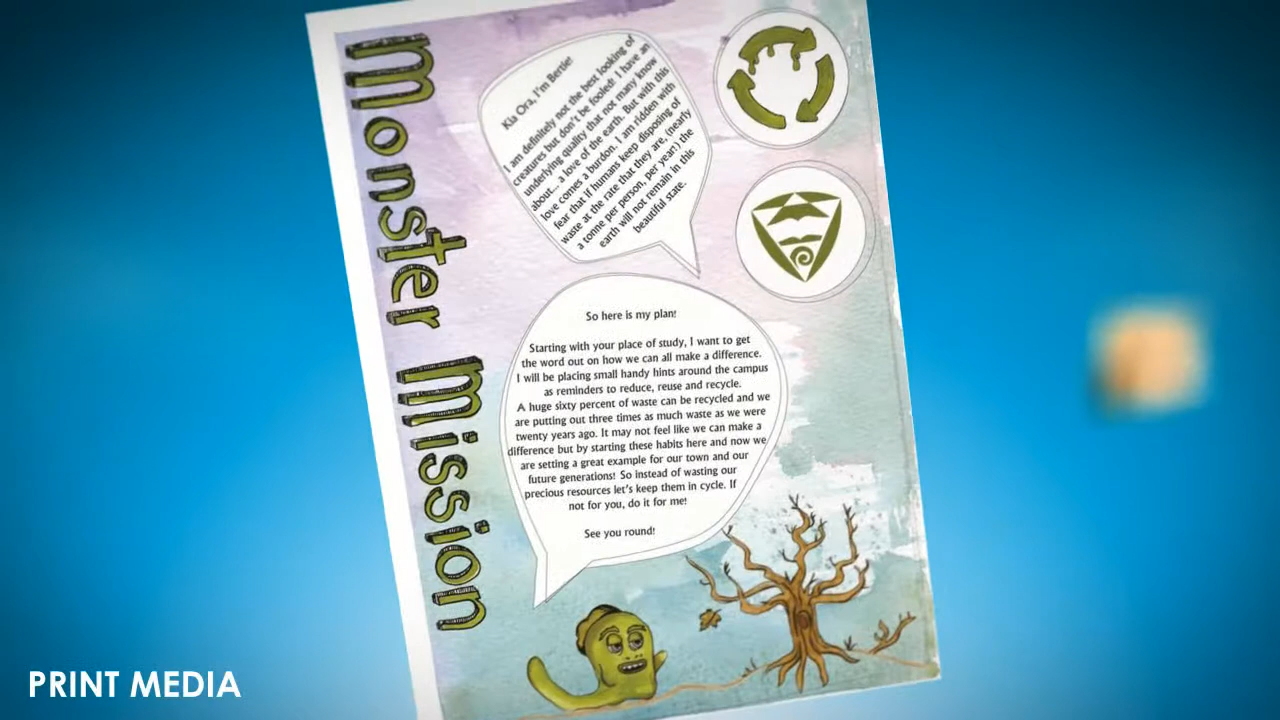 Monster Mission
Kia Ora, I'm Bertie!
I am definitely not the best looking of
creatures but don't be fooled! I have an
underlying quality that not many know
about... a love of the earth. But with this
love comes a burdon. I am ridden with
fear that if humans keep disposing of
waste at the rate that they are, (nearly
a tonne per person, per year!) the
earth will not remain in this
beautiful state.
So here is my plan!
Starting with your place of study, I want to get
the word out on how we can all make a difference.
I will be placing small handy hints around the campus
as reminders to reduce, reuse and recycle.
A huge sixty percent of waste can be recycled and we
are putting out three times as much waste as we were
twenty years ago. It may not feel like we can make a
difference but by starting these habits here and now we
are setting a great example for our town and our
future generations! So instead of wasting our
precious resources let's keep them in cycle. If
not for you, do it for me!
See you round!
PRINT MEDIA